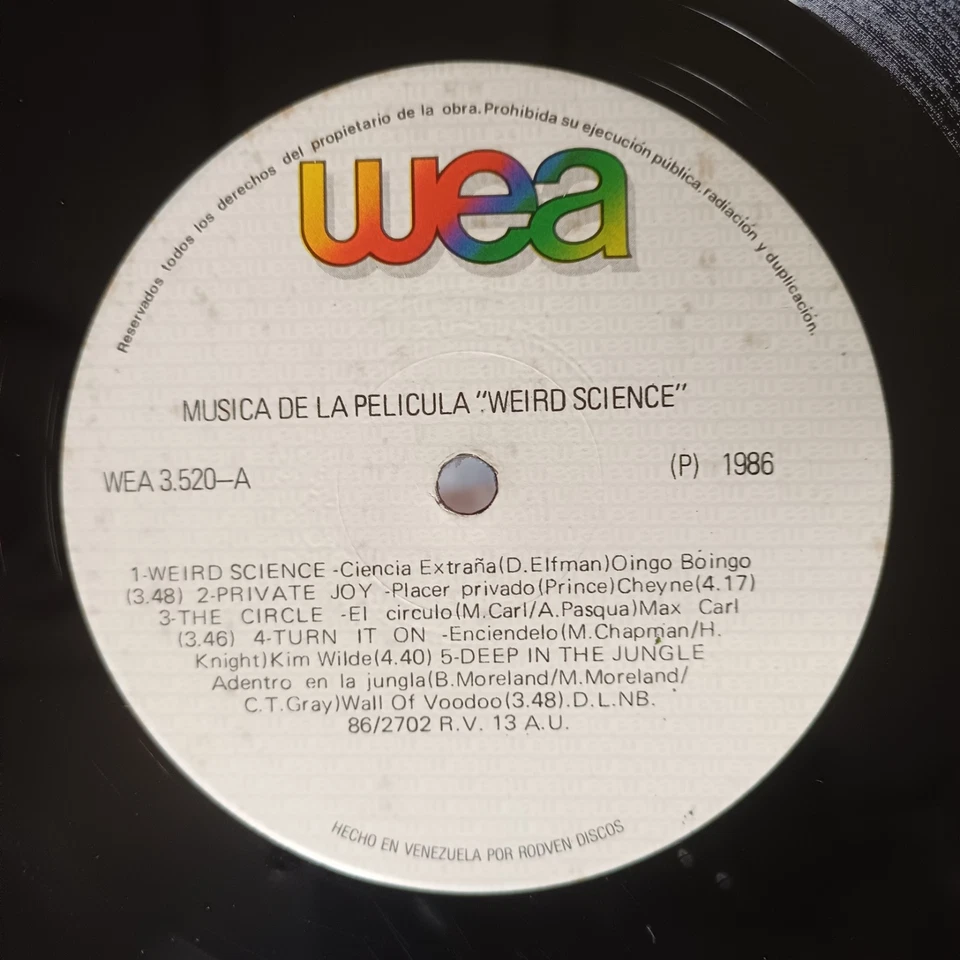 Reservados todos los derechos del propietario de la obra. Prohibida su ejecución pública, radiación y duplicación.
wea
MUSICA DE LA PELICULA "WEIRD SCIENCE"
WEA 3.520-A
(P) 1986
1-WEIRD SCIENCE -Ciencia Extraña(D.Elfman)Oingo Boingo
(3.48) 2-PRIVATE JOY -Placer privado(Prince)Cheyne(4.17)
3-THE CIRCLE -El circulo(M.Carl/A.Pasqua)Max Carl
(3.46) 4-TURN IT ON -Enciendelo(M.Chapman/H.
Knight)Kim Wilde(4.40) 5-DEEP IN THE JUNGLE
Adentro en la jungla(B.Moreland/M.Moreland/
C.T.Gray)Wall Of Voodoo(3.48).D.L.NB.
86/2702 R.V. 13 A.U.
HECHO EN VENEZUELA POR RODVEN DISCOS